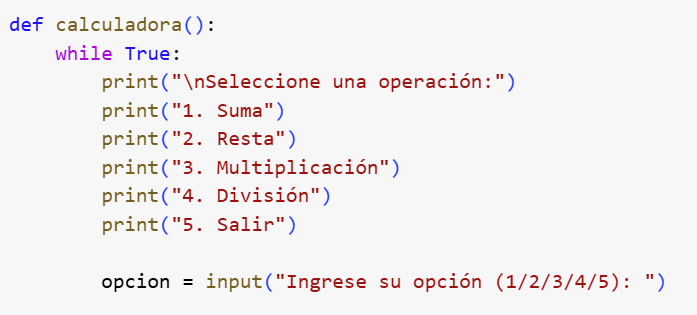 def calculadora():
    while True:
        print("\nSeleccione una operación:")
        print("1. Suma")
        print("2. Resta")
        print("3. Multiplicación")
        print("4. División")
        print("5. Salir")

        opcion = input("Ingrese su opción (1/2/3/4/5): ")